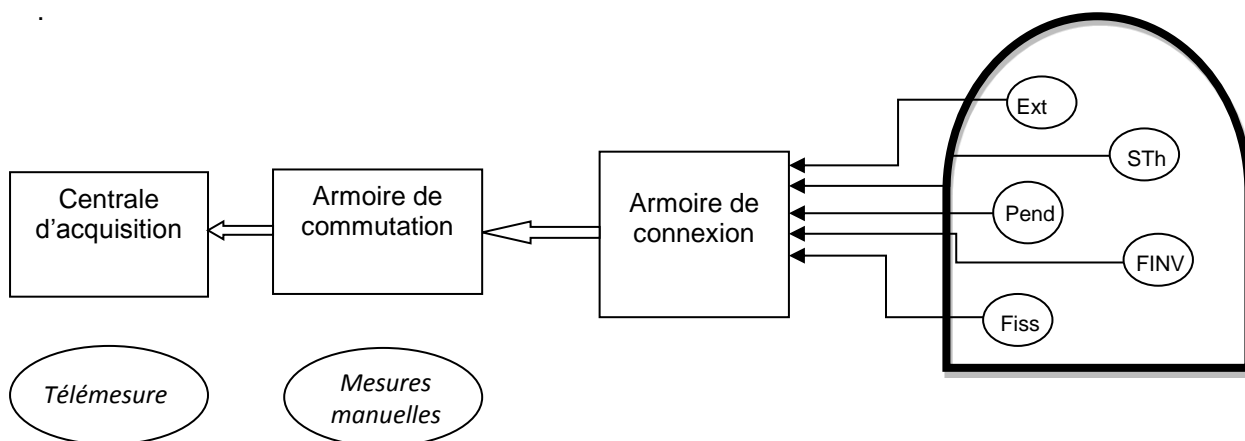 .
Ext
STh
Centrale
d'acquisition
Armoire de
commutation
Armoire de
connexion
Pend
FINV
Fiss
Télémesure
Mesures
manuelles